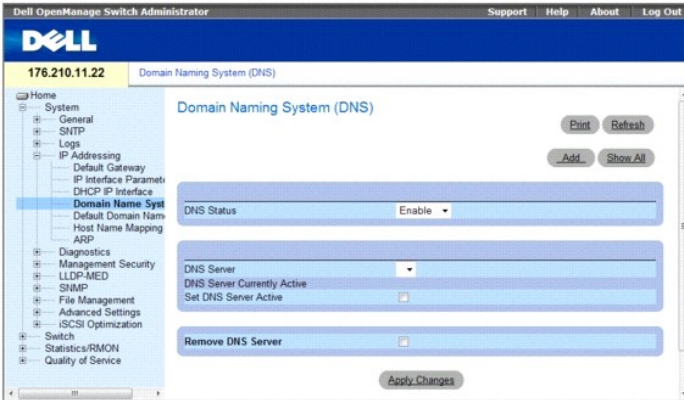 Dell OpenManage Switch Administrator
Support Help About Log Out
DELL
176.210.11.22
Domain Naming System (DNS)
Home
System
General
SNTP
Logs
IP Addressing
Default Gateway
IP Interface Paramete
DHCP IP Interface
Domain Name Syst
Default Domain Nam
Host Name Mapping
ARP
Diagnostics
Management Security
LLDP-MED
SNMP
File Management
Advanced Settings
iSCSI Optimization
Switch
Statistics/RMON
Quality of Service
Domain Naming System (DNS)
Print Refresh
Add Show All
DNS Status Enable
DNS Server
DNS Server Currently Active
Set DNS Server Active
Remove DNS Server
Apply Changes